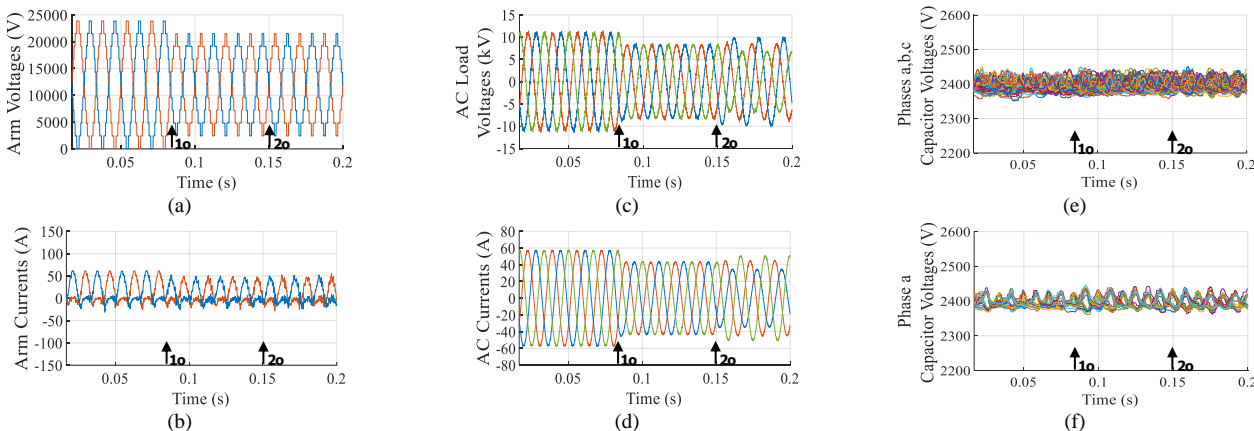 Arm Voltages (V)
25000
20000
15000
10000
5000
0
1o
2o
0.05
0.1
0.15
0.2
Time (s)
(a)
AC Load
Voltages (kV)
15
10
5
0
-5
-10
-15
1o
2o
0.05
0.1
0.15
0.2
Time (s)
(c)
Phases a,b,c
Capacitor Voltages (V)
2600
2500
2400
2300
2200
1o
2o
0.05
0.1
0.15
0.2
Time (s)
(e)
Arm Currents (A)
150
100
50
0
-50
-100
-150
1o
2o
0.05
0.1
0.15
0.2
Time (s)
(b)
AC Currents (A)
80
60
40
20
0
-20
-40
-60
-80
1o
2o
0.05
0.1
0.15
0.2
Time (s)
(d)
Phase a
Capacitor Voltages (V)
2600
2500
2400
2300
2200
1o
2o
0.05
0.1
0.15
0.2
Time (s)
(f)